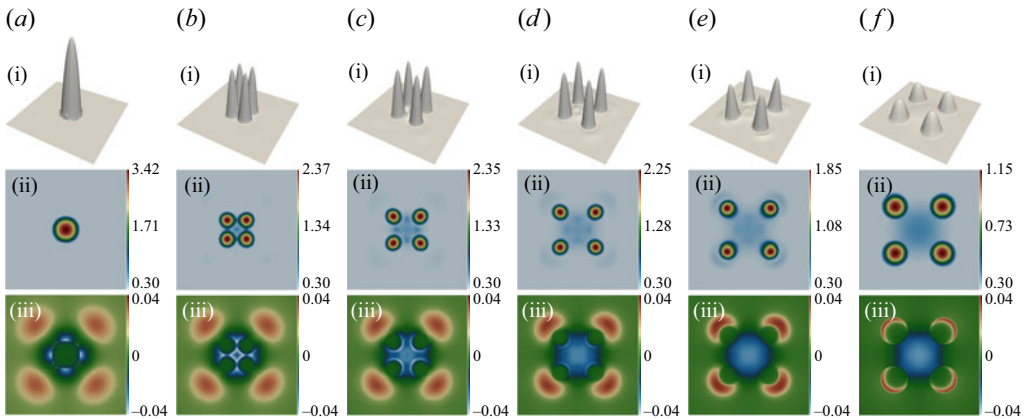 (a) (b) (c) (d) (e) (f)
(i) (i) (i) (i) (i) (i)
3.42 2.37 2.35 2.25 1.85 1.15
(ii) (ii) (ii) (ii) (ii) (ii)
1.71 1.34 1.33 1.28 1.08 0.73
0.30 0.30 0.30 0.30 0.30 0.30
0.04 0.04 0.04 0.04 0.04 0.04
(iii) (iii) (iii) (iii) (iii) (iii)
0 0 0 0 0 0
–0.04 –0.04 –0.04 –0.04 –0.04 –0.04